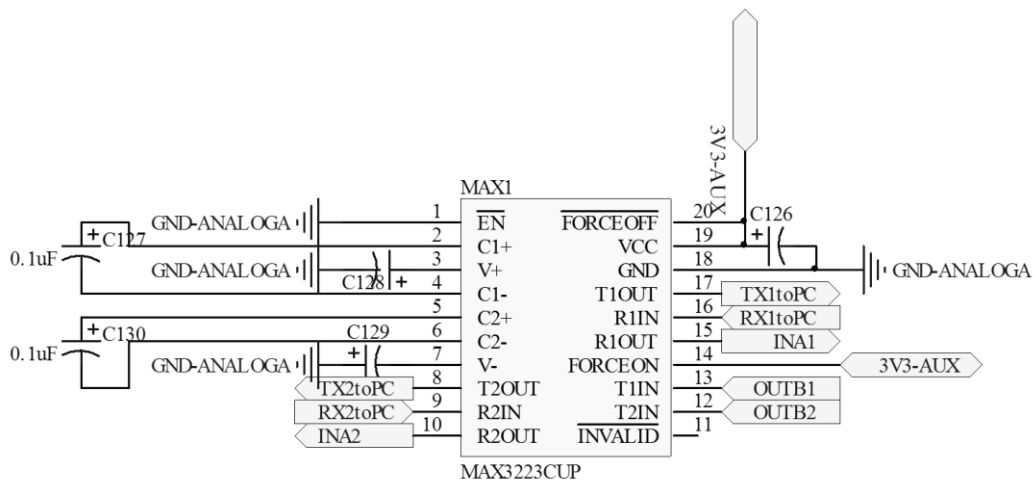 3V3-AUX
MAX1
GND-ANALOGA
1 EN FORCEOFF 20
C126
+
+
C127
2 C1+ VCC 19
0.1uF
GND-ANALOGA
3 V+ GND 18
GND-ANALOGA
C128
+
4 C1- T1OUT 17 TX1toPC
5 C2+ R1IN 16 RX1toPC
+
C130
C129
6 C2- R1OUT 15 INA1
0.1uF
GND-ANALOGA
+
7 V- FORCEON 14 3V3-AUX
TX2toPC 8 T2OUT T1IN 13 OUTB1
RX2toPC 9 R2IN T2IN 12 OUTB2
INA2 10 R2OUT INVALID 11
MAX3223CUP